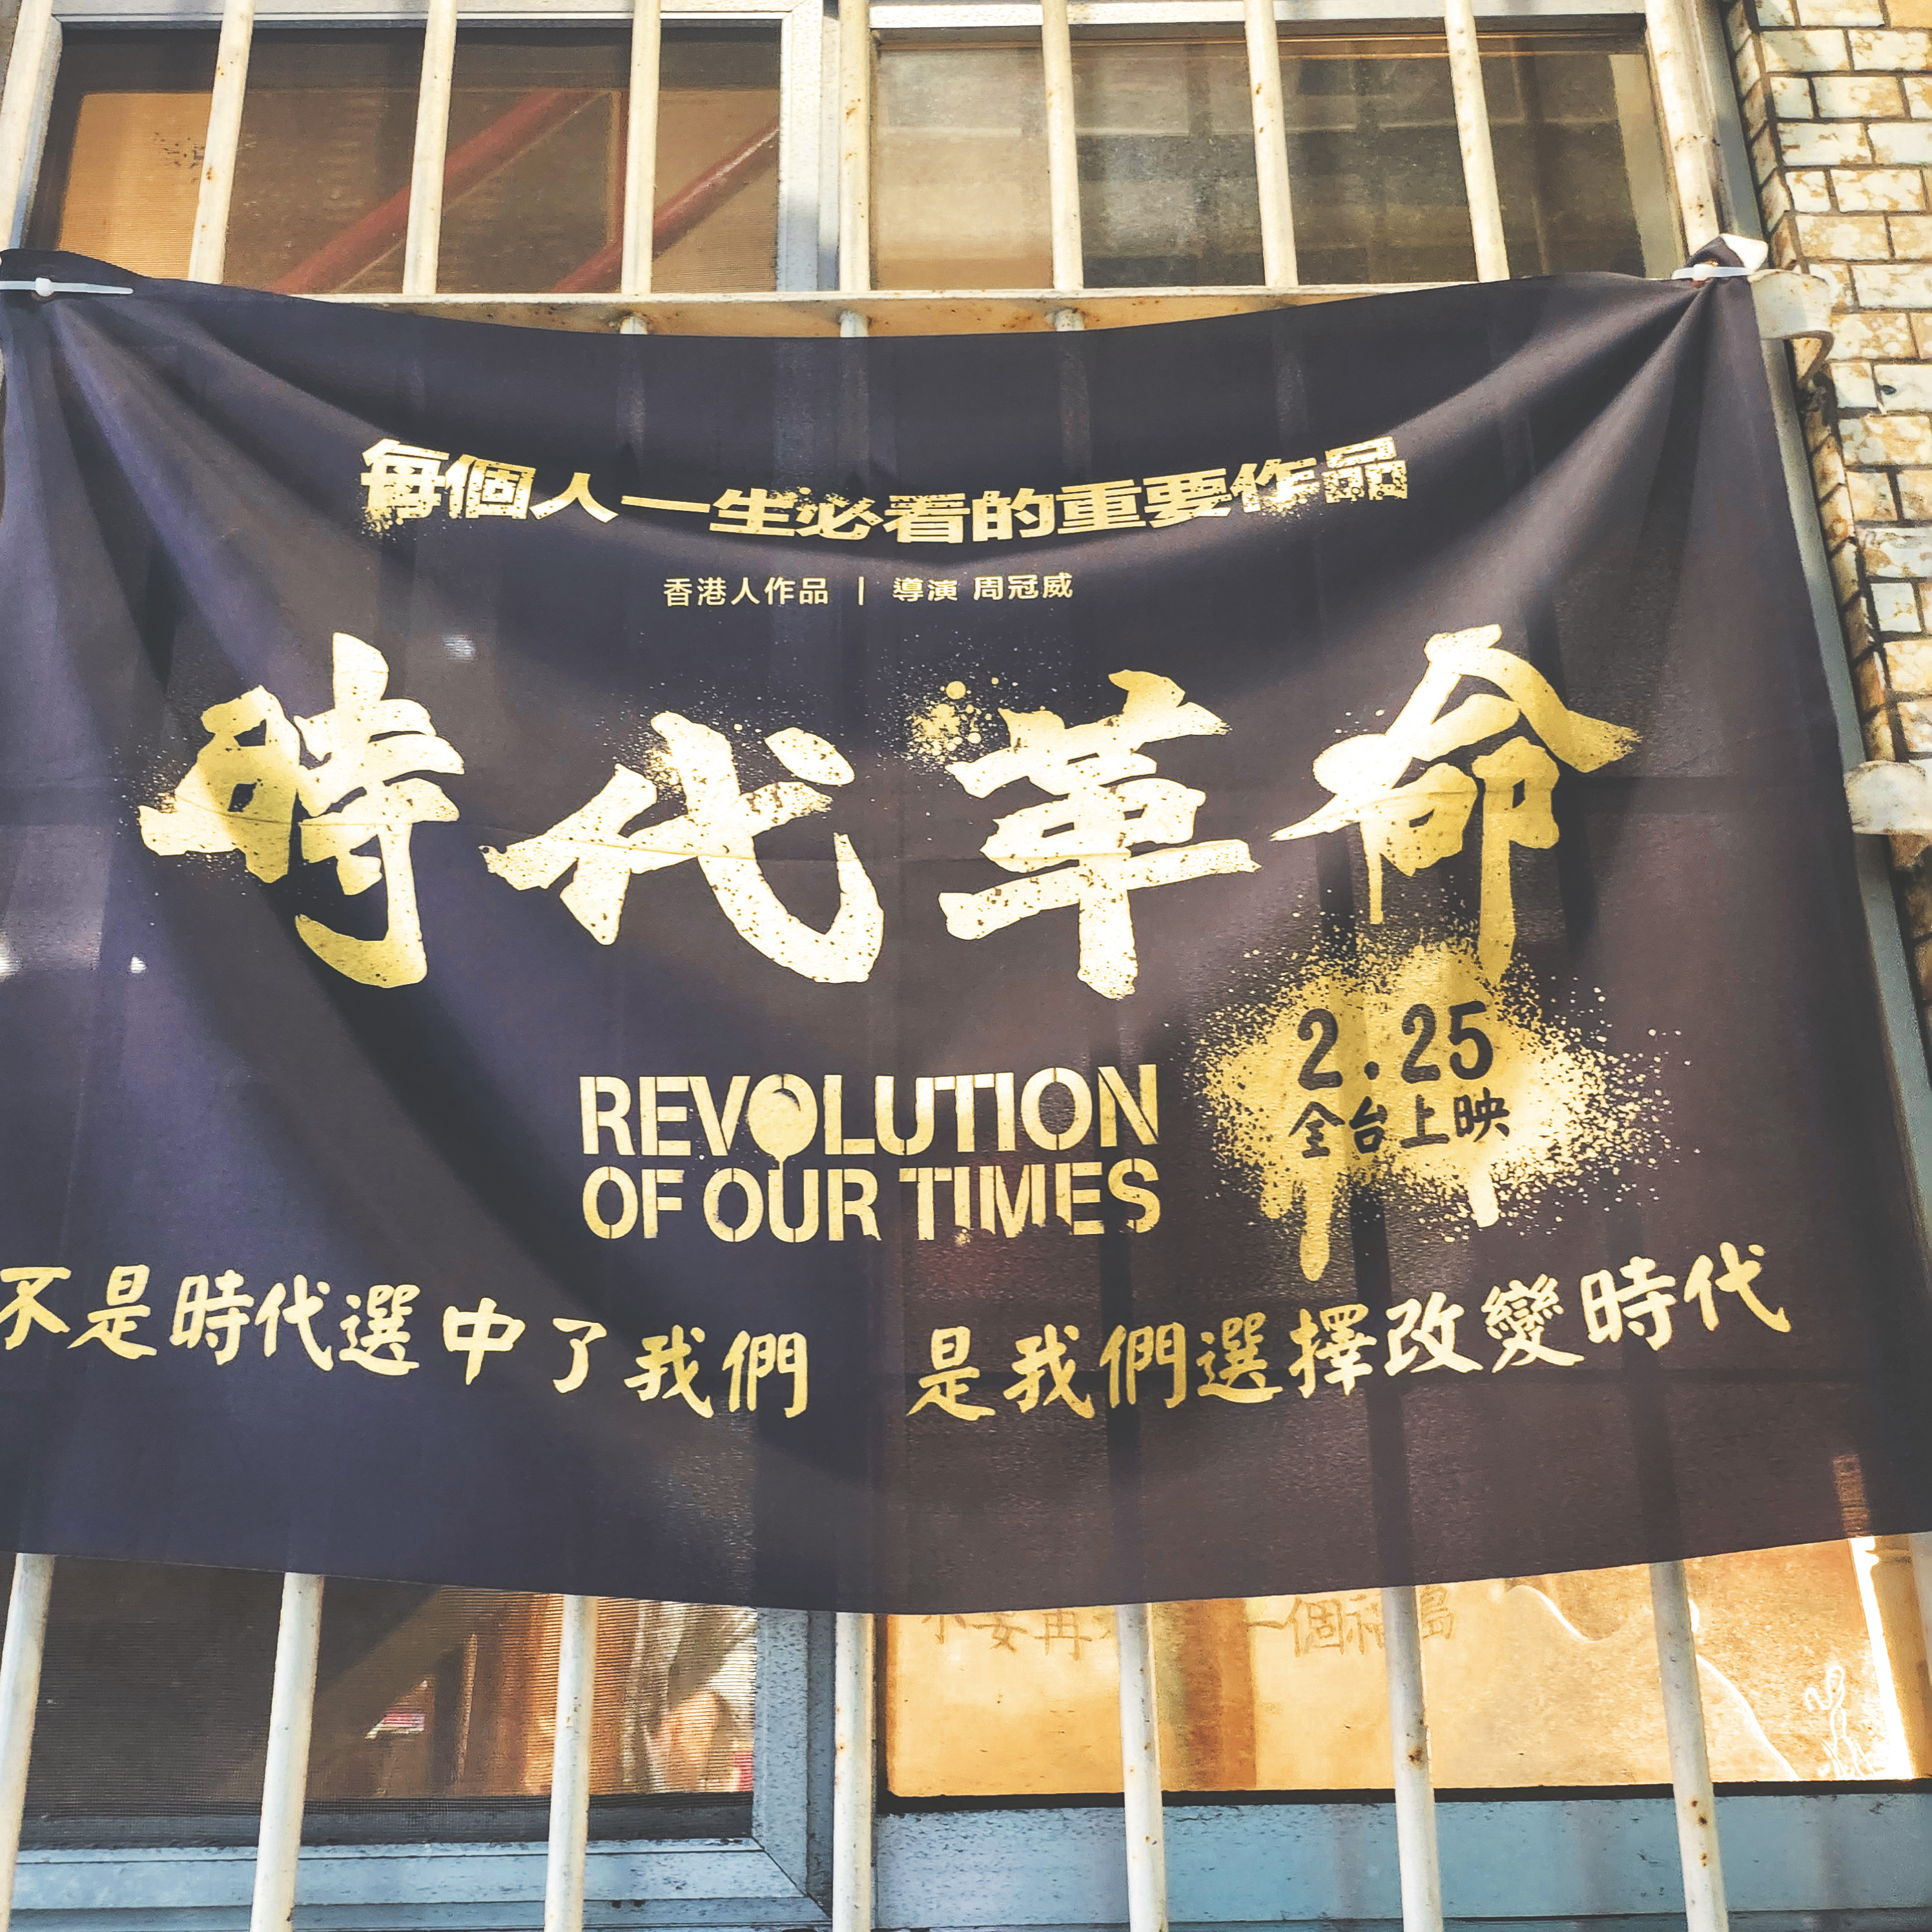 每個人一生必看的重要作品
香港人作品 | 導演 周冠威
時代革命
REVOLUTION
OF OUR TIMES
2.25
全台上映
不是時代選中了我們 是我們選擇改變時代